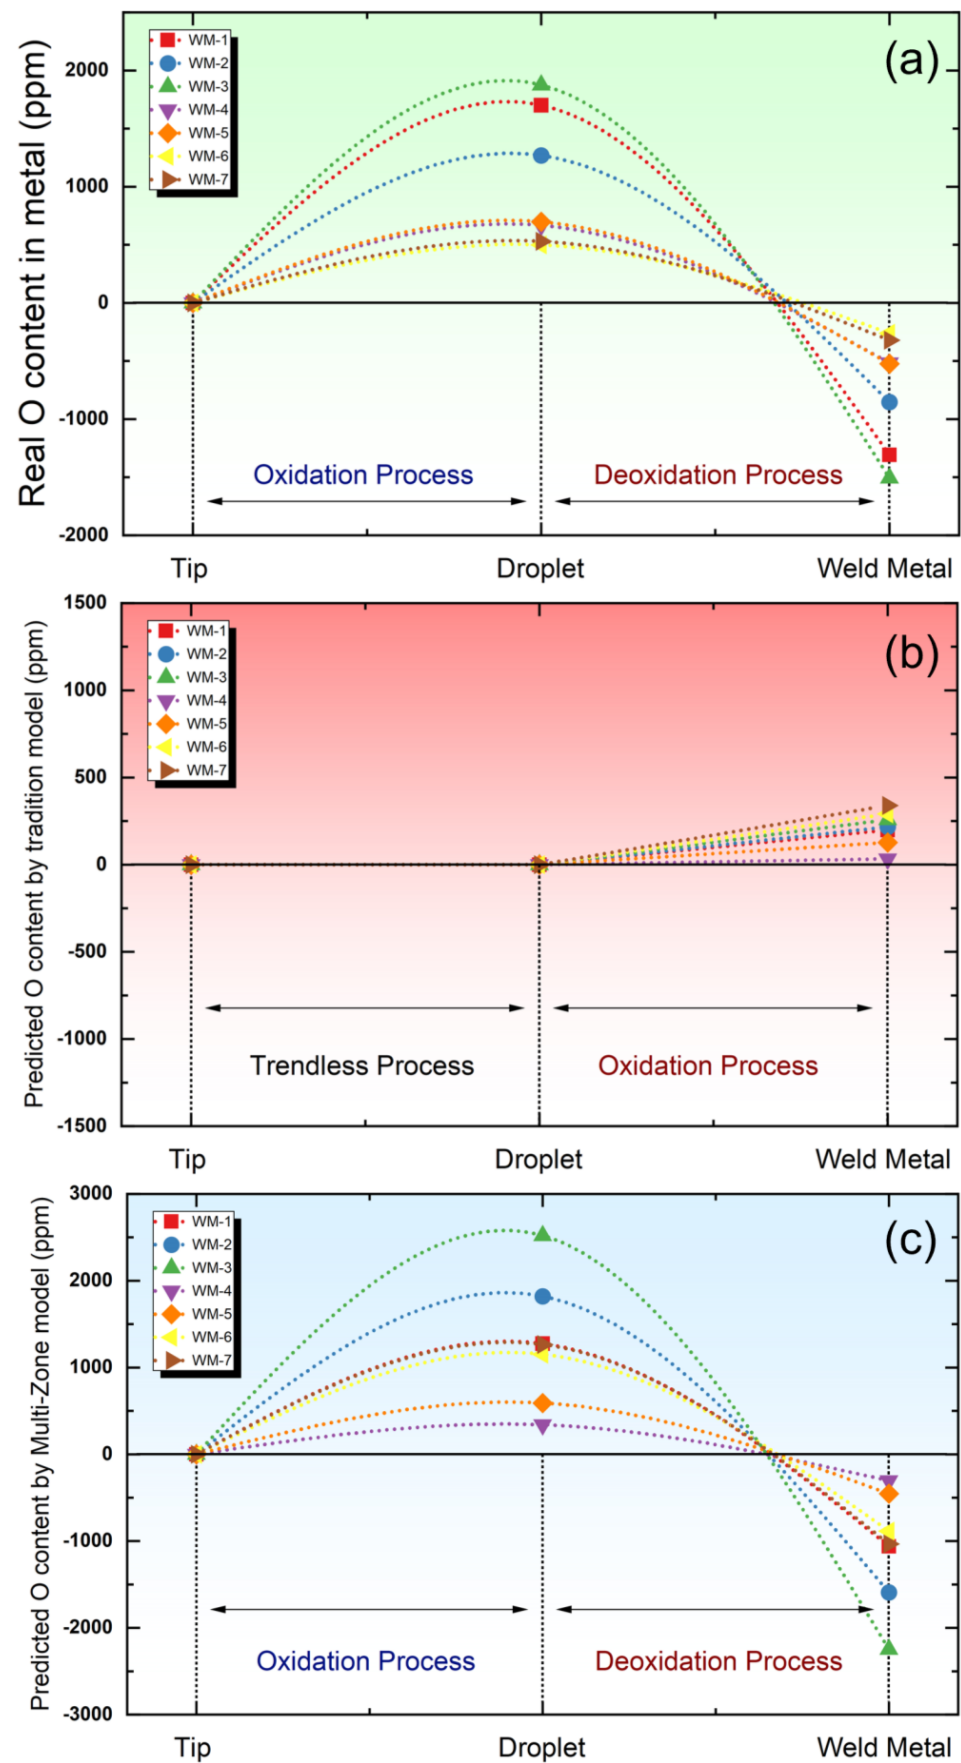 Real O content in metal (ppm)
(a)
WM-1
WM-2
WM-3
WM-4
WM-5
WM-6
WM-7
2000
1000
0
-1000
-2000
Oxidation Process
Deoxidation Process
Tip
Droplet
Weld Metal
Predicted O content by tradition model (ppm)
(b)
WM-1
WM-2
WM-3
WM-4
WM-5
WM-6
WM-7
1500
1000
500
0
-500
-1000
-1500
Trendless Process
Oxidation Process
Tip
Droplet
Weld Metal
Predicted O content by Multi-Zone model (ppm)
(c)
WM-1
WM-2
WM-3
WM-4
WM-5
WM-6
WM-7
3000
2000
1000
0
-1000
-2000
-3000
Oxidation Process
Deoxidation Process
Tip
Droplet
Weld Metal